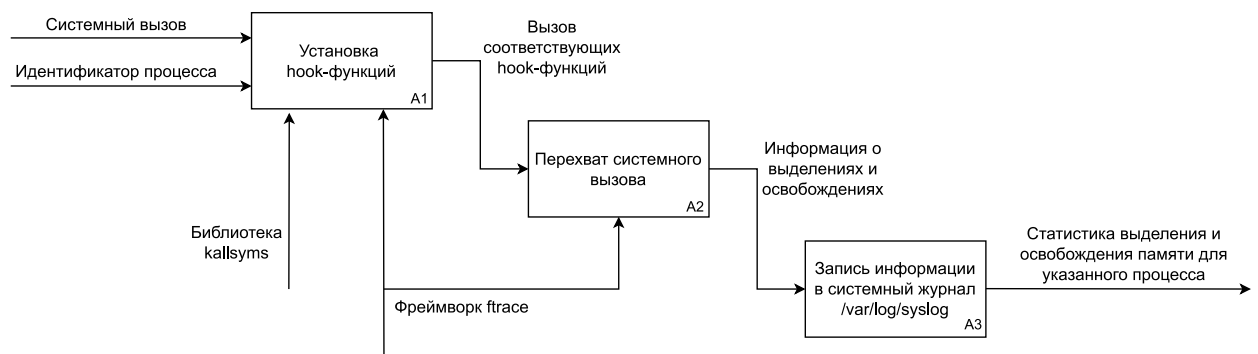 Системный вызов
Идентификатор процесса
Установка
hook-функций
A1
Вызов
соответствующих
hook-функций
Перехват системного
вызова
A2
Информация о
выделениях и
освобождениях
Библиотека
kallsyms
Фреймворк ftrace
Запись информации
в системный журнал
/var/log/syslog
A3
Статистика выделения и
освобождения памяти для
указанного процесса